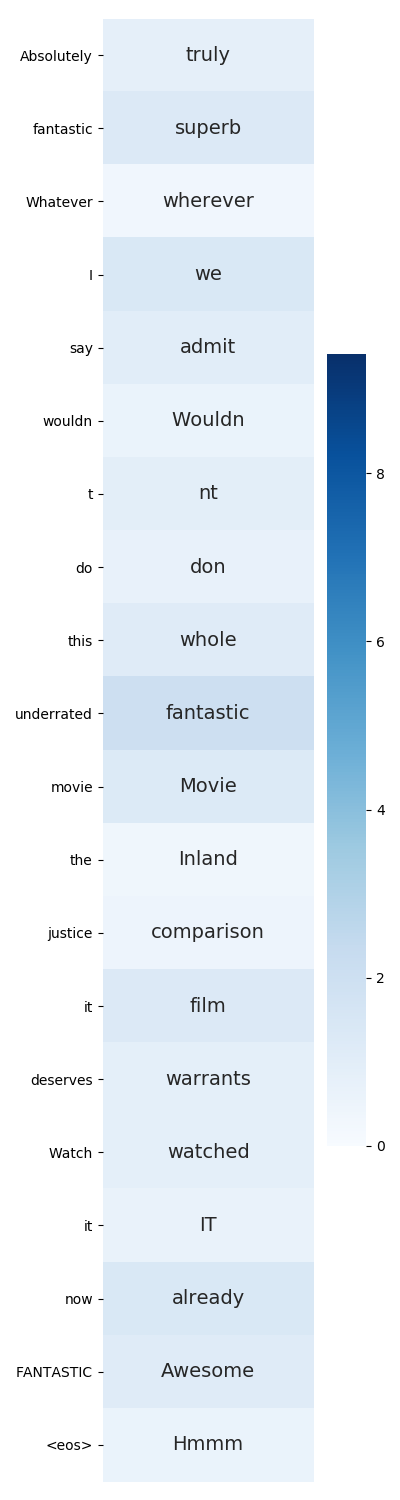 Absolutely truly
fantastic superb
Whatever wherever
I we
say admit
wouldn Wouldn
t nt
do don
this whole
underrated fantastic
movie Movie
the Inland
justice comparison
it film
deserves warrants
Watch watched
it IT
now already
FANTASTIC Awesome
<eos> Hmmm
8
6
4
2
0